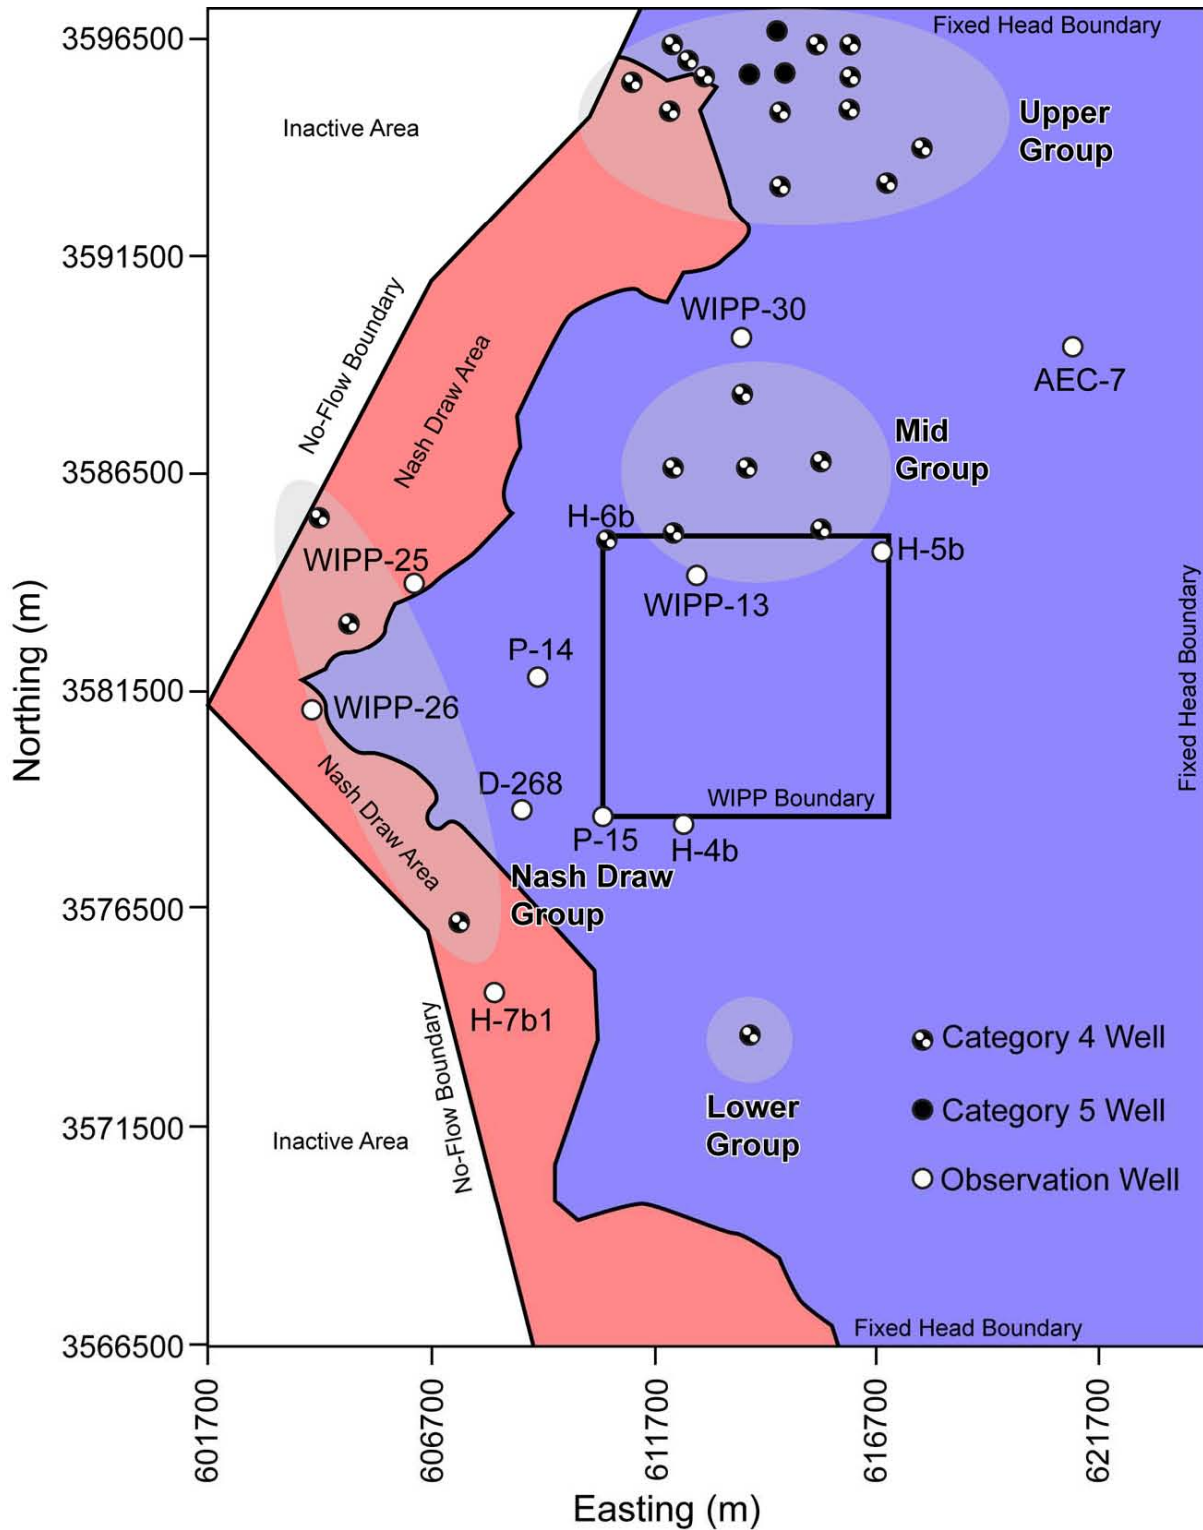 3596500
Fixed Head Boundary
Inactive Area
Upper
Group
3591500
WIPP-30
No-Flow Boundary
Nash Draw Area
AEC-7
Mid
Group
3586500
H-6b
WIPP-25
H-5b
WIPP-13
Fixed Head Boundary
P-14
Northing (m)
3581500
WIPP-26
Nash Draw Area
D-268
WIPP Boundary
P-15
H-4b
Nash Draw
Group
3576500
H-7b1
No-Flow Boundary
Category 4 Well
Lower
Group
Category 5 Well
3571500
Inactive Area
Observation Well
Fixed Head Boundary
3566500
601700
606700
611700
616700
621700
Easting (m)